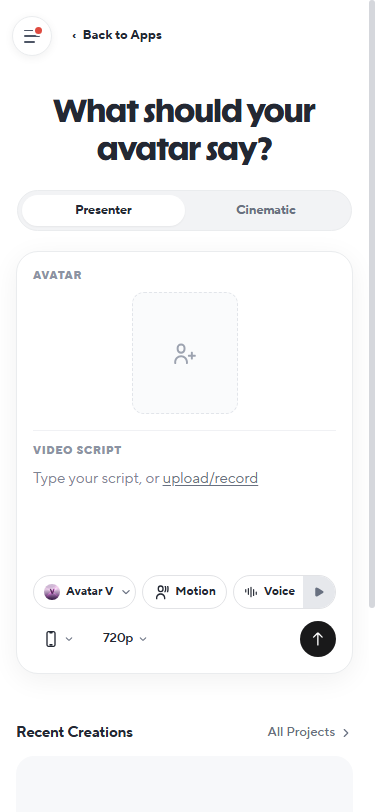 ‹ Back to Apps
What should your
avatar say?
Presenter
Cinematic
AVATAR
VIDEO SCRIPT
Type your script, or upload/record
Avatar V
Motion
Voice
720p
Recent Creations
All Projects